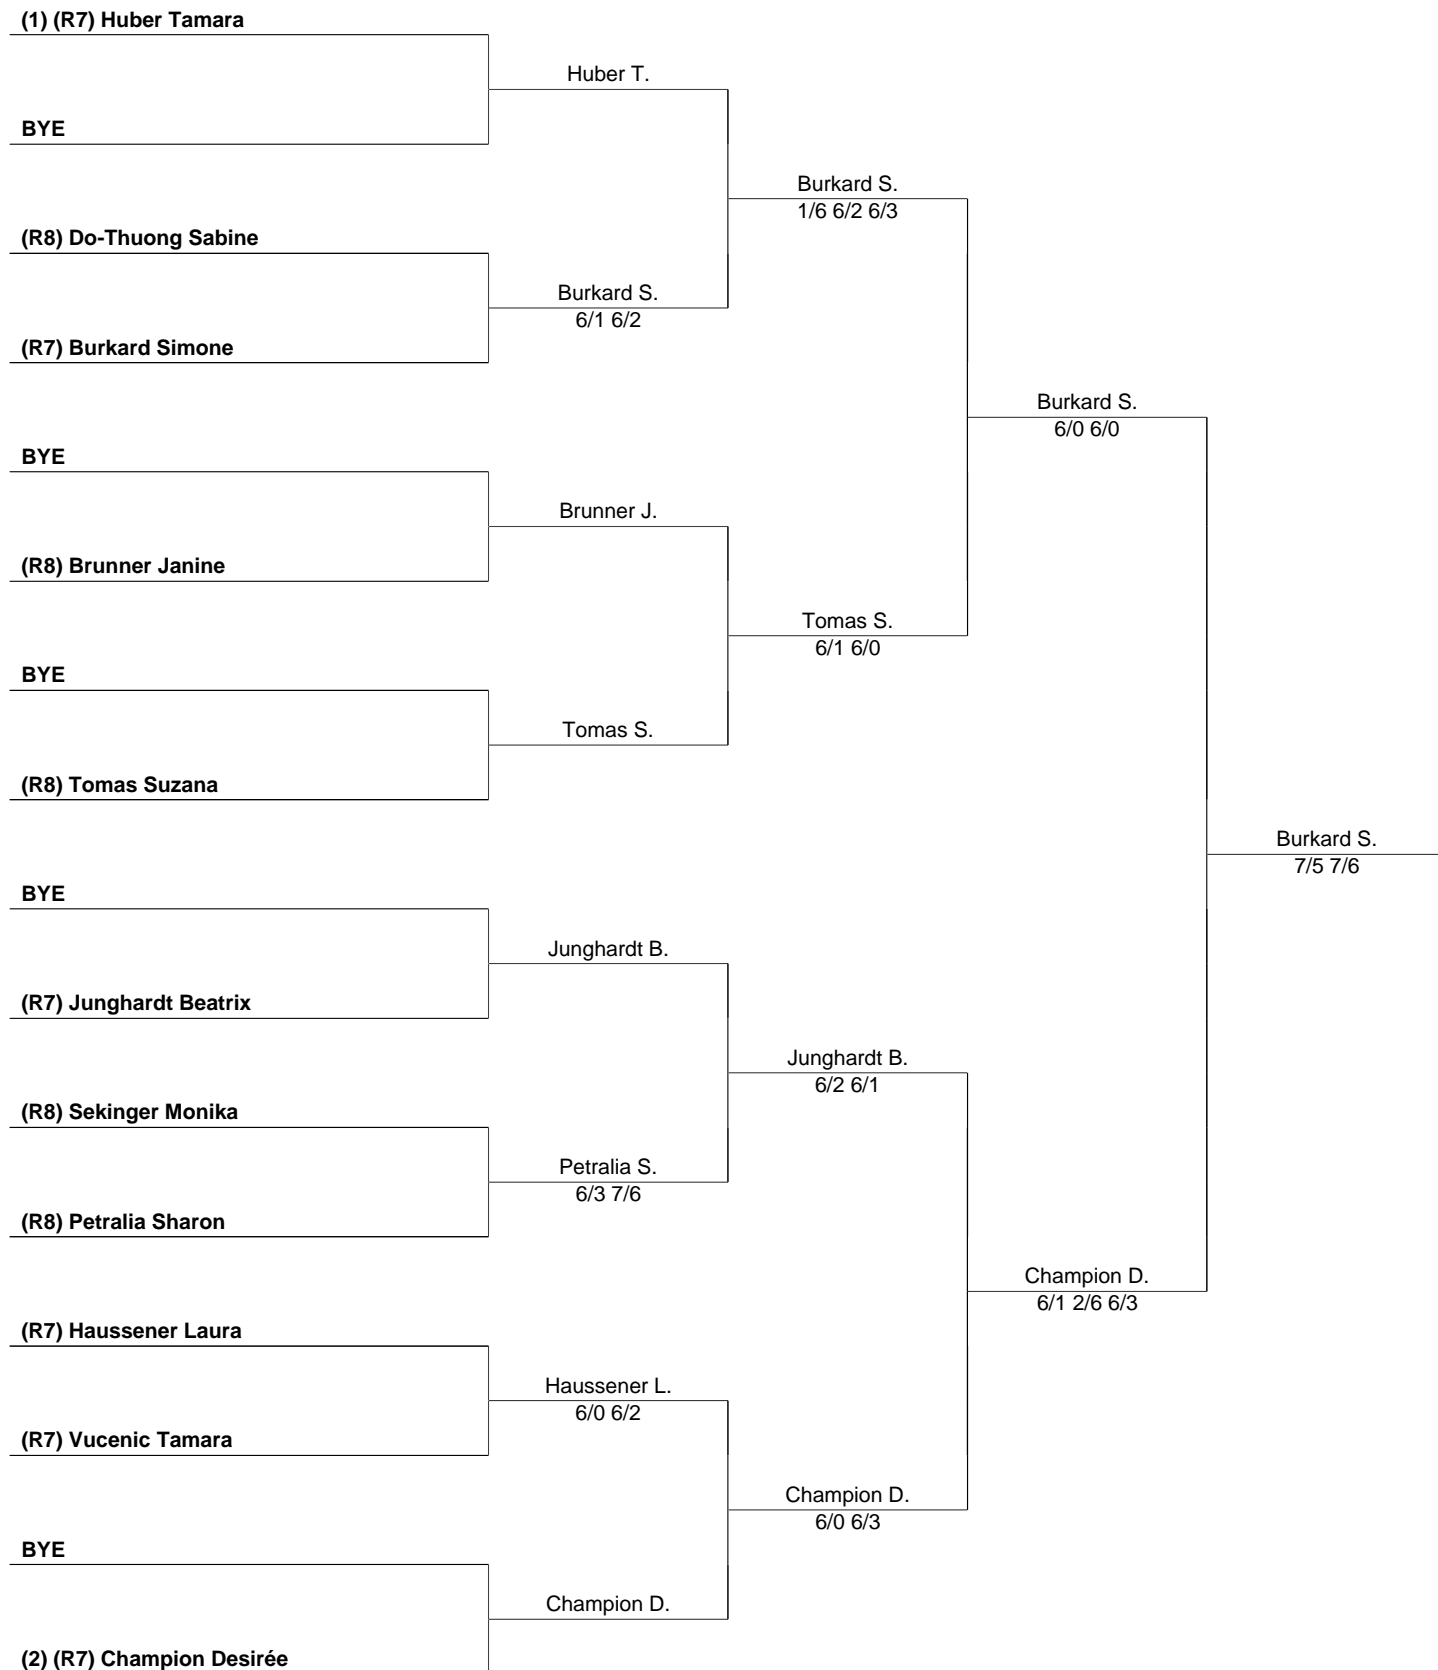 (1) (R7) Huber Tamara
Huber T.
BYE
Burkard S.
1/6 6/2 6/3
(R8) Do-Thuong Sabine
Burkard S.
6/1 6/2
(R7) Burkard Simone
Burkard S.
6/0 6/0
BYE
Brunner J.
(R8) Brunner Janine
Tomas S.
6/1 6/0
BYE
Tomas S.
(R8) Tomas Suzana
Burkard S.
7/5 7/6
BYE
Junghardt B.
(R7) Junghardt Beatrix
Junghardt B.
6/2 6/1
(R8) Sekinger Monika
Petralia S.
6/3 7/6
(R8) Petralia Sharon
Champion D.
6/1 2/6 6/3
(R7) Haussener Laura
Haussener L.
6/0 6/2
(R7) Vucenic Tamara
Champion D.
6/0 6/3
BYE
Champion D.
(2) (R7) Champion Desirée